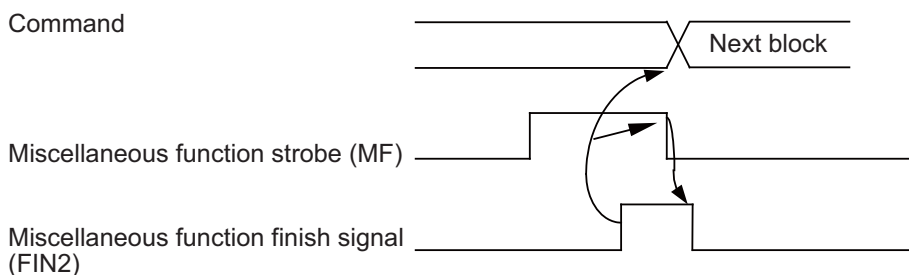 Command
Next block
Miscellaneous function strobe (MF)
Miscellaneous function finish signal
(FIN2)